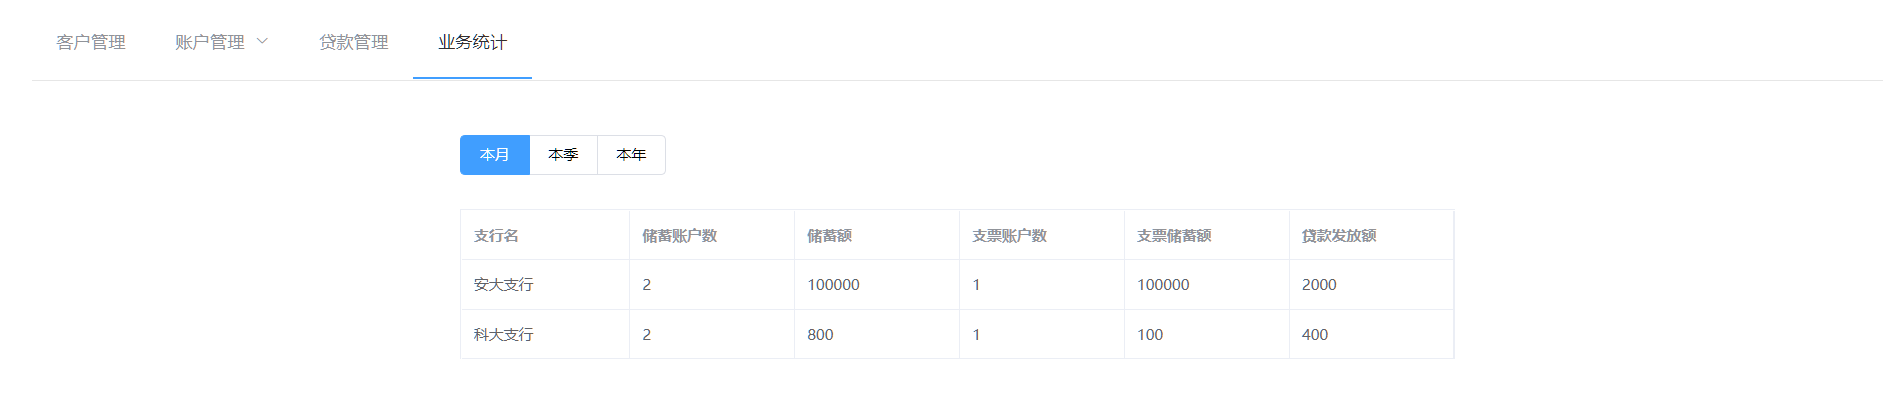 客户管理 账户管理 贷款管理 业务统计
本月 本季 本年
支行名 储蓄账户数 储蓄额 支票账户数 支票储蓄额 贷款发放额
安大支行 2 100000 1 100000 2000
科大支行 2 800 1 100 400